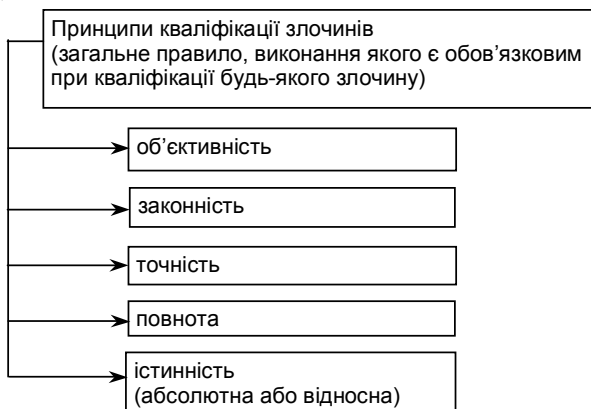 Принципи кваліфікації злочинів
(загальне правило, виконання якого є обов’язковим
при кваліфікації будь-якого злочину)
об’єктивність
законність
точність
повнота
істинність
(абсолютна або відносна)